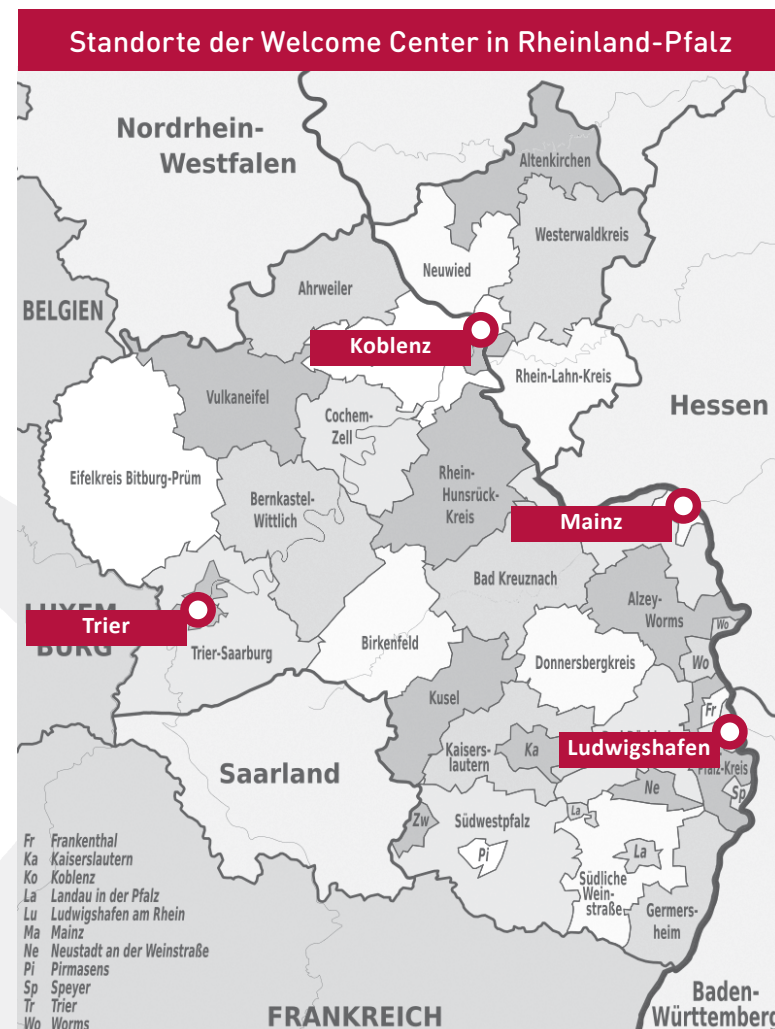 Standorte der Welcome Center in Rheinland-Pfalz
Nordrhein-
Westfalen
Altenkirchen
Westerwaldkreis
Neuwied
Ahrweiler
BELGIEN
Koblenz
Rhein-Lahn-Kreis
Vulkaneifel
Hessen
Cochem-
Zell
Eifelkreis Bitburg-Prüm
Rhein-
Hunsrück-
Kreis
Bernkastel-
Wittlich
Mainz
Bad Kreuznach
Alzey-
Worms
LUXEM
BURG
Trier
Wo
Trier-Saarburg
Birkenfeld
Donnersbergkreis
Wo
Kusel
Fr
Kaisers-
lautern
Ka
Ludwigshafen
Pfalz-Kreis
Saarland
Ne
Sp
Zw
Südwestpfalz
La
Pi
La
Südliche
Wein-
straße
Germers-
heim
Fr Frankenthal
Ka Kaiserslautern
Ko Koblenz
La Landau in der Pfalz
Lu Ludwigshafen am Rhein
Ma Mainz
Ne Neustadt an der Weinstraße
Pi Pirmasens
Sp Speyer
Tr Trier
Wo Worms
FRANKREICH
Baden-
Württemberg